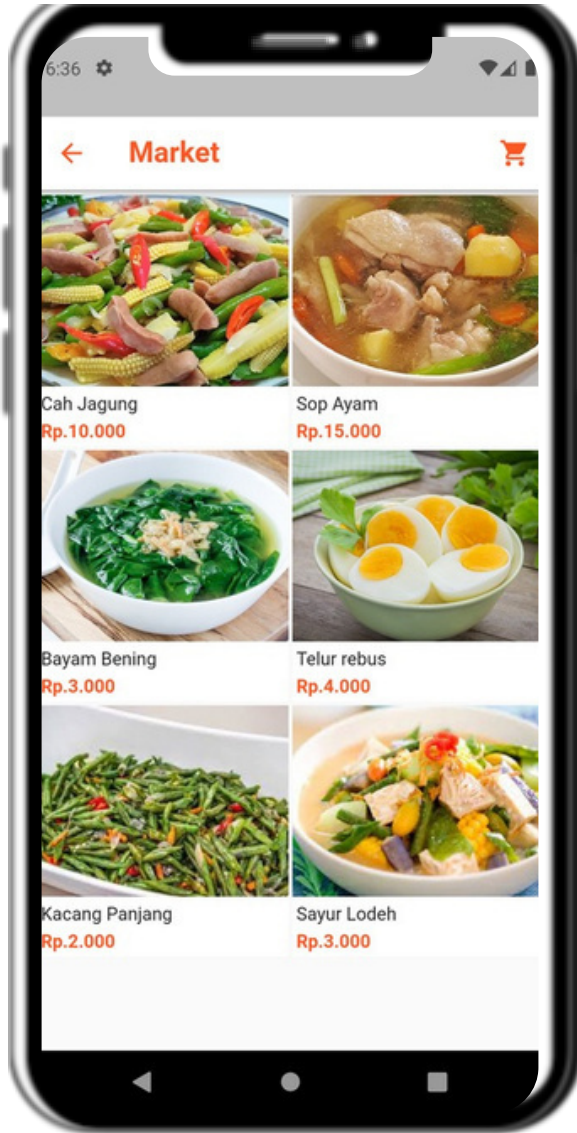 6:36
Market
Cah Jagung
Rp.10.000
Sop Ayam
Rp.15.000
Bayam Bening
Rp.3.000
Telur rebus
Rp.4.000
Kacang Panjang
Rp.2.000
Sayur Lodeh
Rp.3.000